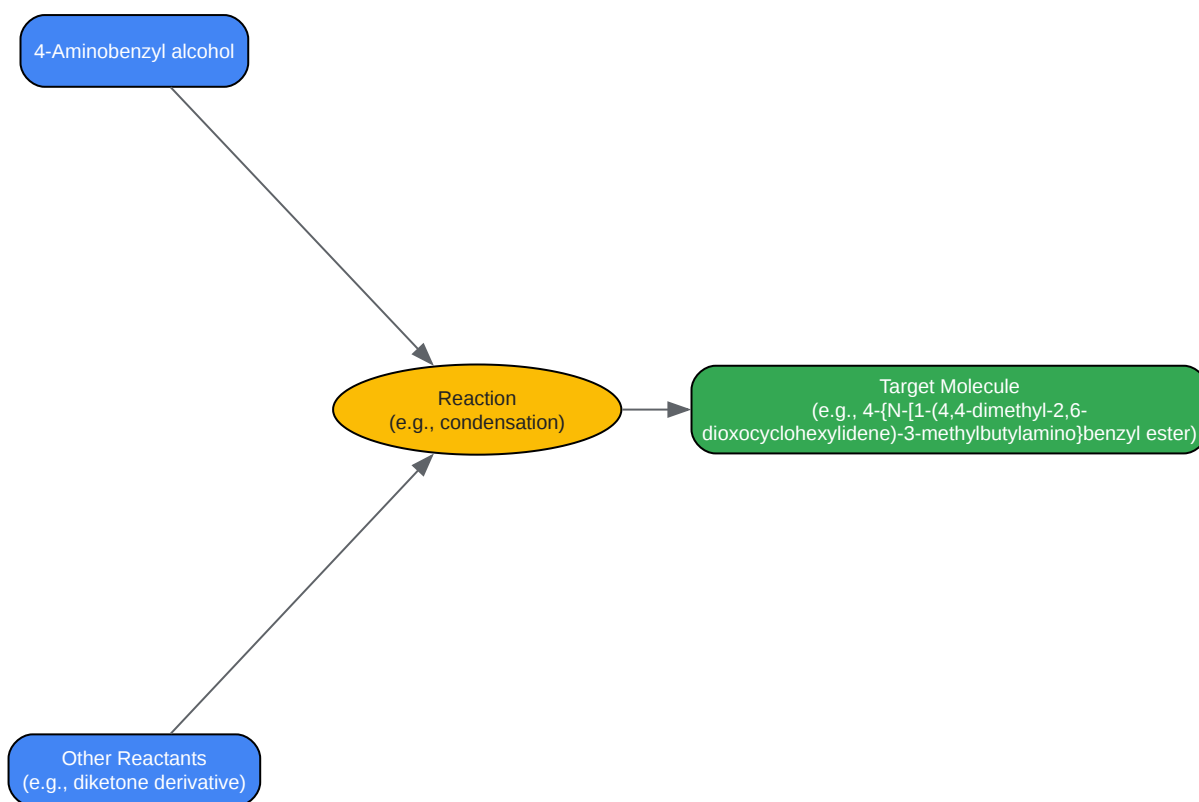 4-Aminobenzyl alcohol
Reaction
(e.g., condensation)
Target Molecule
(e.g., 4-{N-[1-(4,4-dimethyl-2,6-
dioxocyclohexylidene)-3-methylbutylamino}benzyl ester)
Other Reactants
(e.g., diketone derivative)